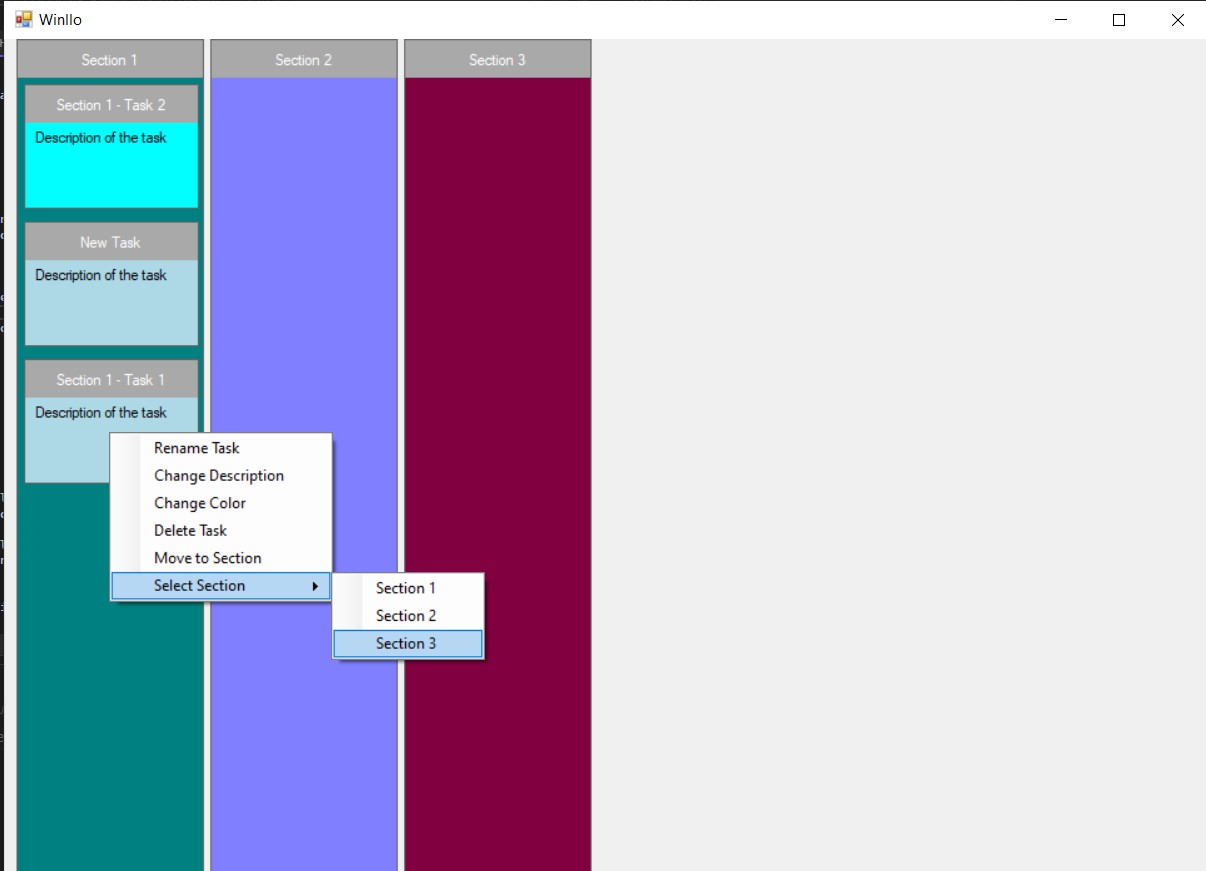 Winllo
Section 1
Section 2
Section 3
Section 1 - Task 2
Description of the task
New Task
Description of the task
Section 1 - Task 1
Description of the task
Rename Task
Change Description
Change Color
Delete Task
Move to Section
Select Section
Section 1
Section 2
Section 3